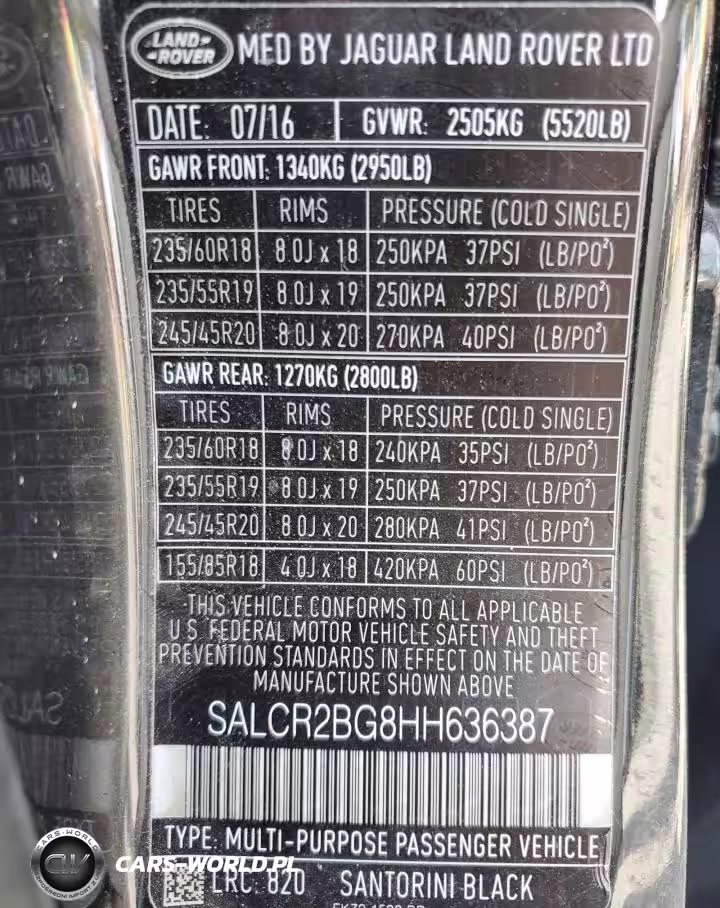 LAND ROVER MFD BY JAGUAR LAND ROVER LTD
DATE: 07/16 GVWR: 2505KG (5520LB)
GAWR FRONT: 1340KG (2950LB)
TIRES RIMS PRESSURE (COLD SINGLE)
235/60R18 8.0J x 18 250KPA 37PSI (LB/PO²)
235/55R19 8.0J x 19 250KPA 37PSI (LB/PO²)
245/45R20 8.0J x 20 270KPA 40PSI (LB/PO²)
GAWR REAR: 1270KG (2800LB)
TIRES RIMS PRESSURE (COLD SINGLE)
235/60R18 8.0J x 18 240KPA 35PSI (LB/PO²)
235/55R19 8.0J x 19 250KPA 37PSI (LB/PO²)
245/45R20 8.0J x 20 280KPA 41PSI (LB/PO²)
155/85R18 4.0J x 18 420KPA 60PSI (LB/PO²)
THIS VEHICLE CONFORMS TO ALL APPLICABLE
U.S. FEDERAL MOTOR VEHICLE SAFETY AND THEFT
PREVENTION STANDARDS IN EFFECT ON THE DATE OF
MANUFACTURE SHOWN ABOVE
SALCR2BG8HH636387
TYPE: MULTI-PURPOSE PASSENGER VEHICLE
LRC: 820 SANTORINI BLACK
CARS-WORLD
CW
CARS-WORLD.PL